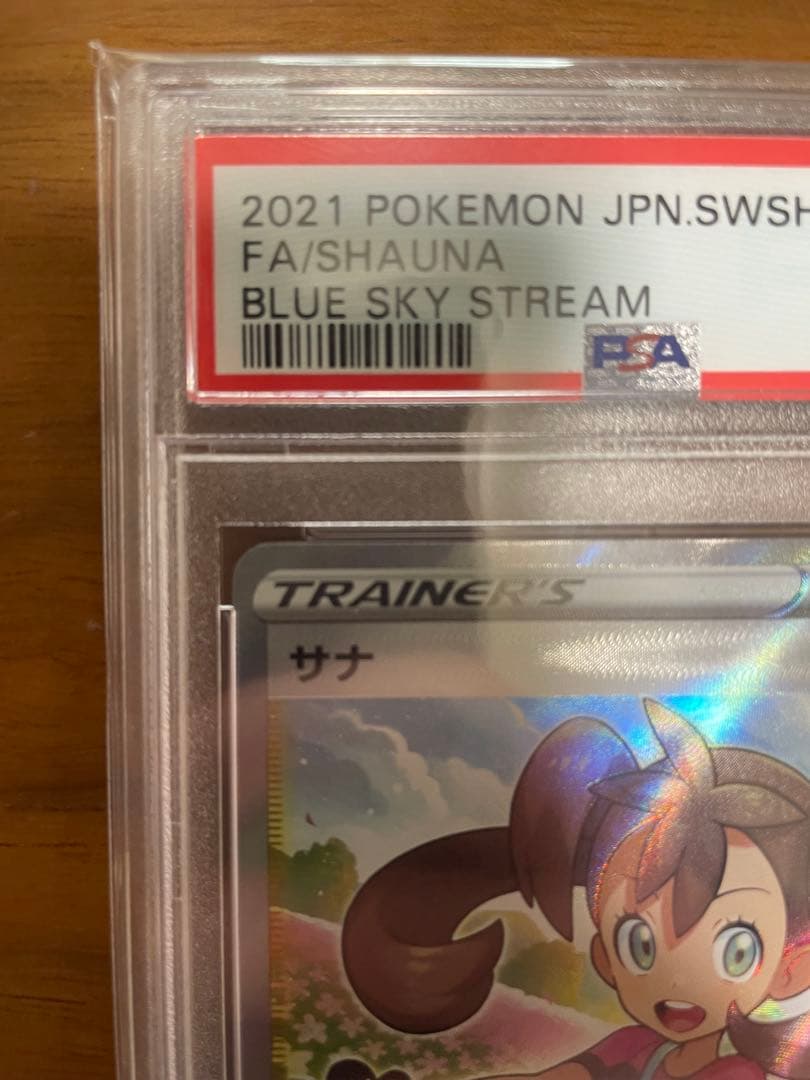 2021 POKEMON JPN.SWSH
FA/SHAUNA
BLUE SKY STREAM
PSA
TRAINER'S
サナ